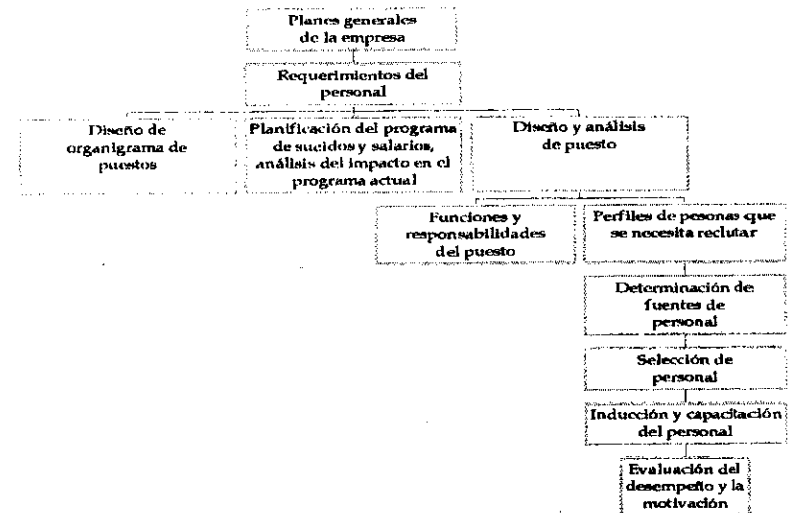 Planes generales
de la empresa
Requerimientos del
personal
Diseño de
organigrama de
puestos
Planificación del programa
de sueldos y salarios,
análisis del impacto en el
programa actual
Diseño y análisis
de puesto
Funciones y
responsabilidades
del puesto
Perfiles de pesonas que
se necesita reclutar
Determinación de
fuentes de
personal
Selección de
personal
Inducción y capacitación
del personal
Evaluación del
desempeño y la
motivación